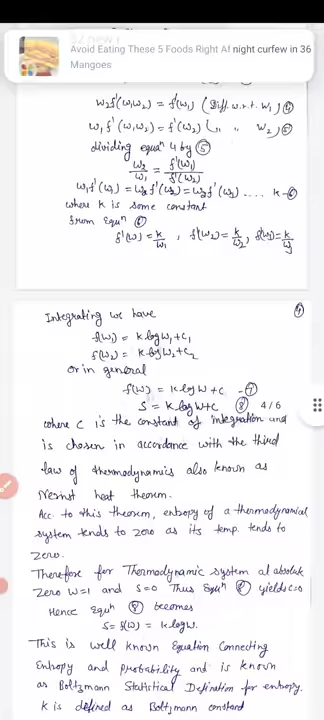 Avoid Eating These 5 Foods Right Af night curfew in 36
Mangoes
W₂f'(W₁W₂) = f'(W₁) (Diff. w.r.t. W₁) ④
W₁f'(W₁W₂) = f'(W₂) („ „ W₂) ⑤
dividing equaⁿ 4 by ⑤
W₂/W₁ = f'(W₁)/f'(W₂)
W₁f'(W₁) = W₂f'(W₂) = W₃f'(W₃) .... k -⑥
where k is some constant
from Equⁿ ⑥
f'(W) = k/W₁ , f'(W₂) = k/W₂, f'(W₃) = k/W₃
④
Integrating we have
f(W₁) = k log W₁ + C₁
f(W₂) = k log W₂ + C₂
or in general
f(W) = k log W + C -⑦
S = k log W + C ⑧ 4/6
where C is the constant of integration and
is chosen in accordance with the third
law of thermodynamics also known as
Nernst heat theorem.
Acc. to this theorem, entropy of a thermodynamical
system tends to zero as its temp. tends to
zero.
Therefore for Thermodynamic system at absolute
zero W=1 and S=0 Thus Equⁿ ⑧ yields C=0
Hence Equⁿ ⑧ becomes
S = f(W) = k log W.
This is well known Equation Connecting
Entropy and probability and is known
as Boltzmann Statistical Defination for entropy.
K is defined as Boltzmann constant